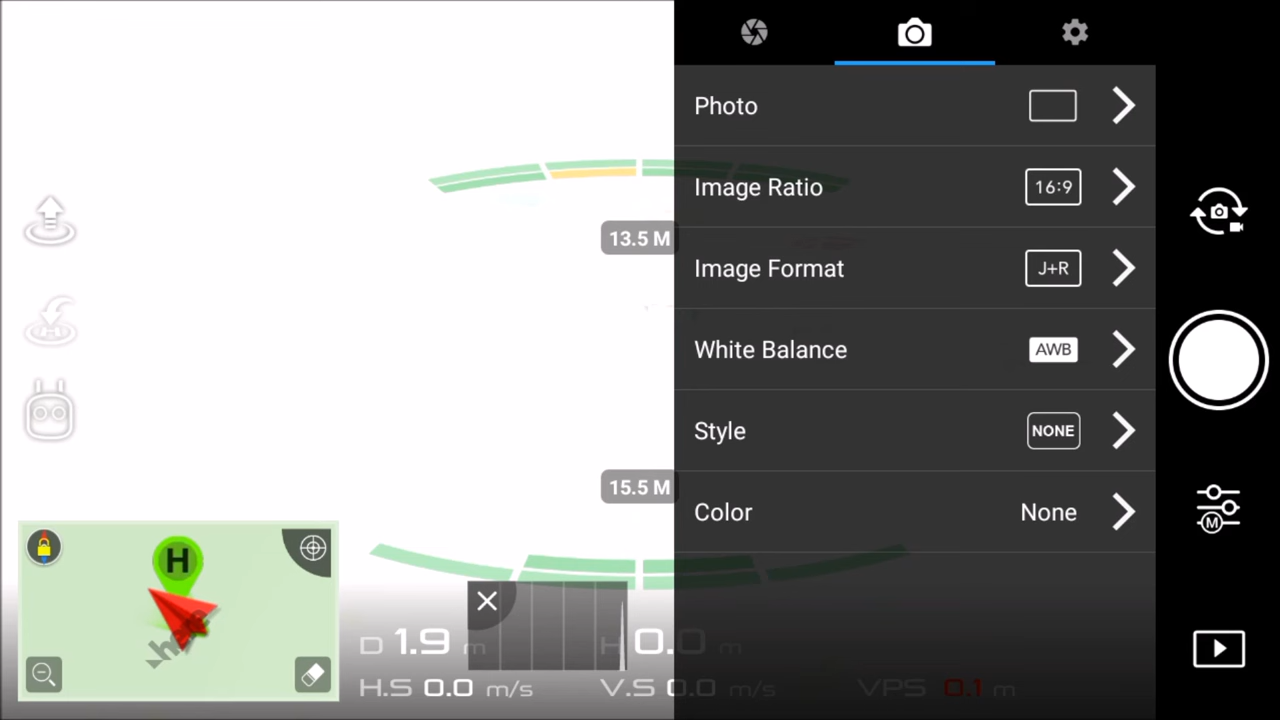 Photo
Image Ratio 16:9
13.5 M
Image Format J+R
White Balance AWB
Style NONE
15.5 M
Color None
H
D 1.9 m H 0.0 m
H.S 0.0 m/s V.S 0.0 m/s VPS 0.1 m
M